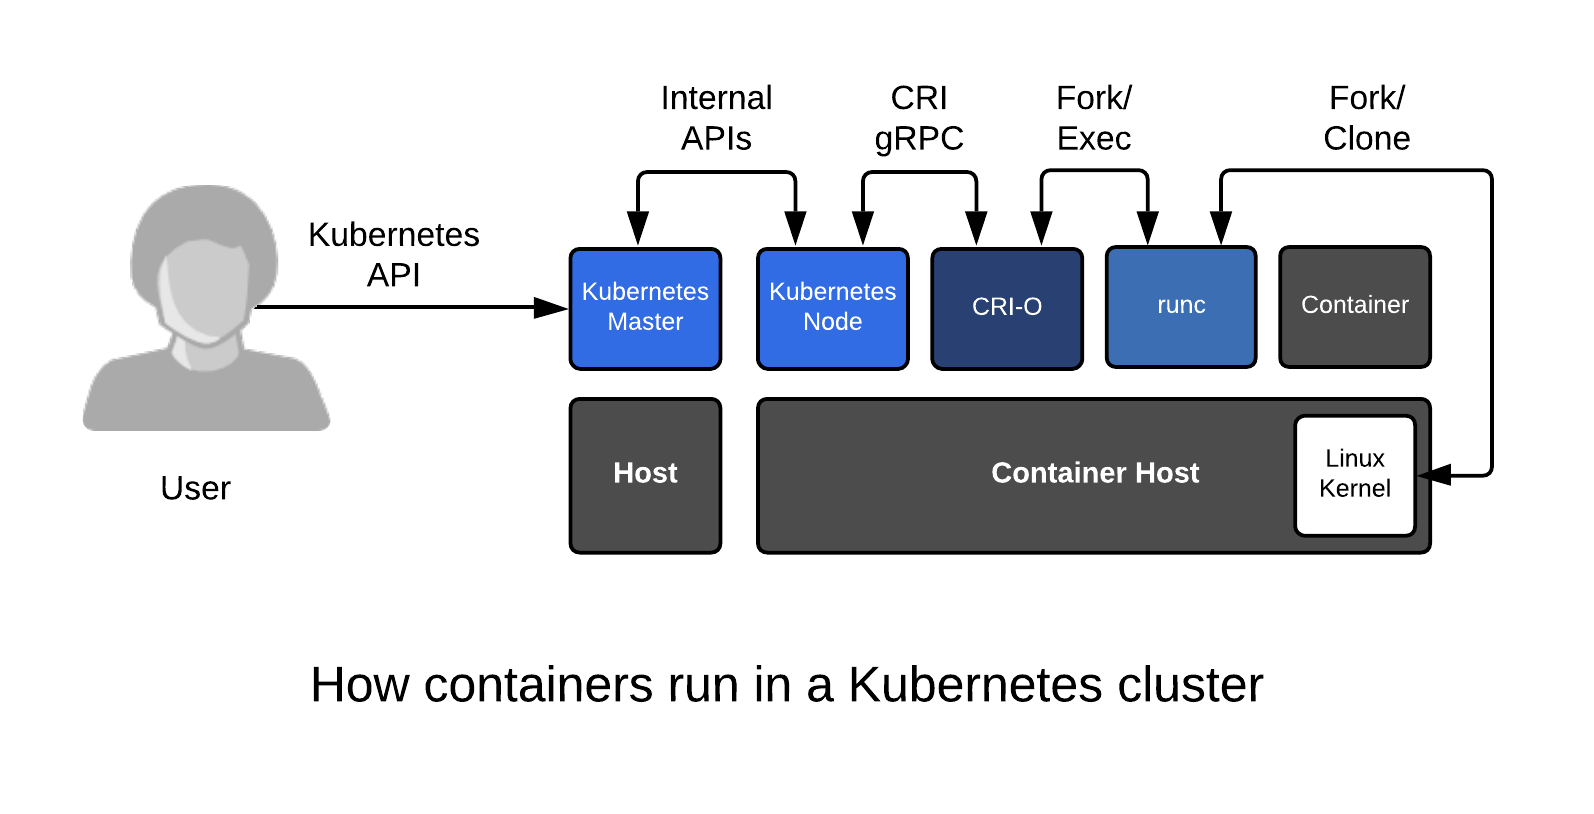 Internal
APIs
CRI
gRPC
Fork/
Exec
Fork/
Clone
Kubernetes
API
Kubernetes
Master
Kubernetes
Node
CRI-O
runc
Container
User
Host
Container Host
Linux
Kernel
How containers run in a Kubernetes cluster